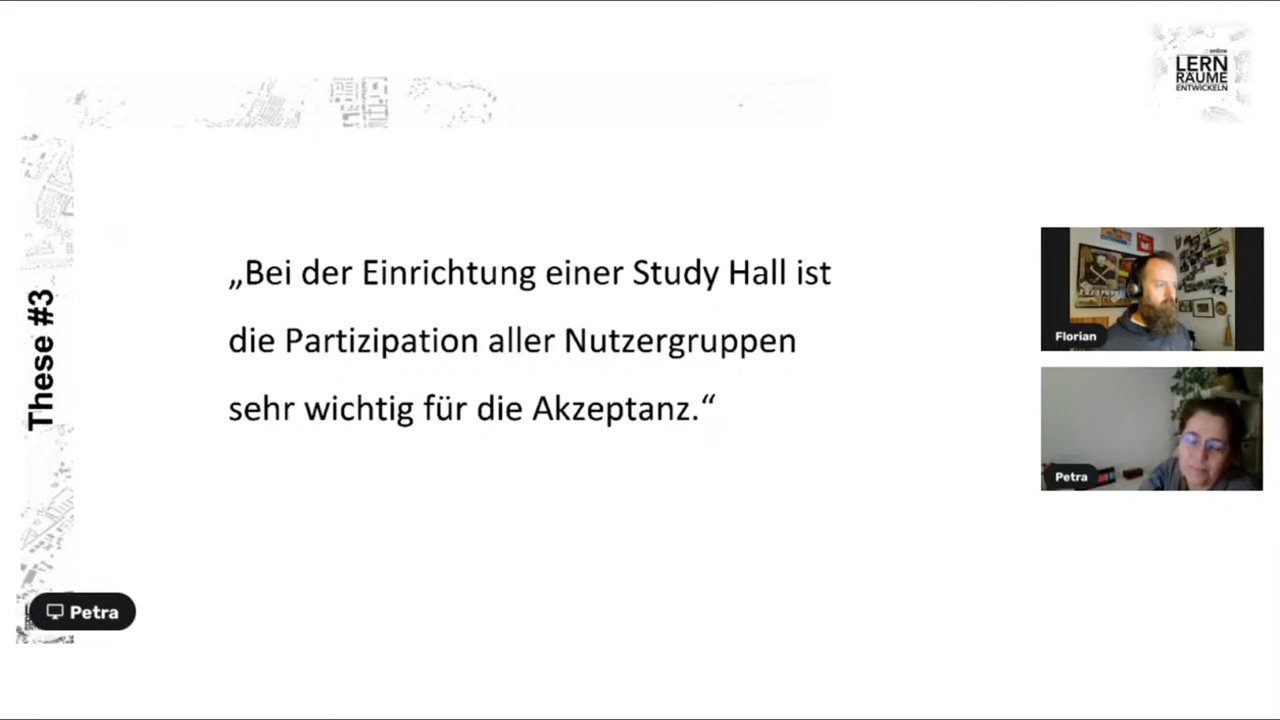 :: online
LERN
RÄUME
ENTWICKELN
These #3
„Bei der Einrichtung einer Study Hall ist
die Partizipation aller Nutzergruppen
sehr wichtig für die Akzeptanz.“
Florian
Petra
Petra